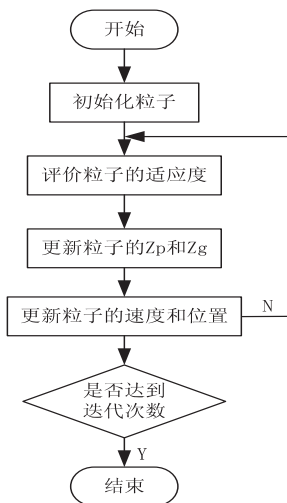 开始
初始化粒子
评价粒子的适应度
更新粒子的Zp和Zg
更新粒子的速度和位置
N
是否达到
迭代次数
Y
结束